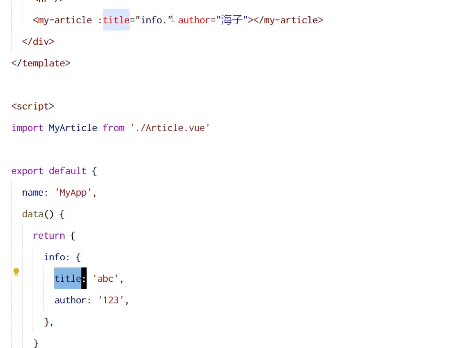 <my-article :title="info." author="海子"></my-article>
</div>
</template>
<script>
import MyArticle from './Article.vue'
export default {
name: 'MyApp',
data() {
return {
info: {
title: 'abc',
author: '123',
},
}